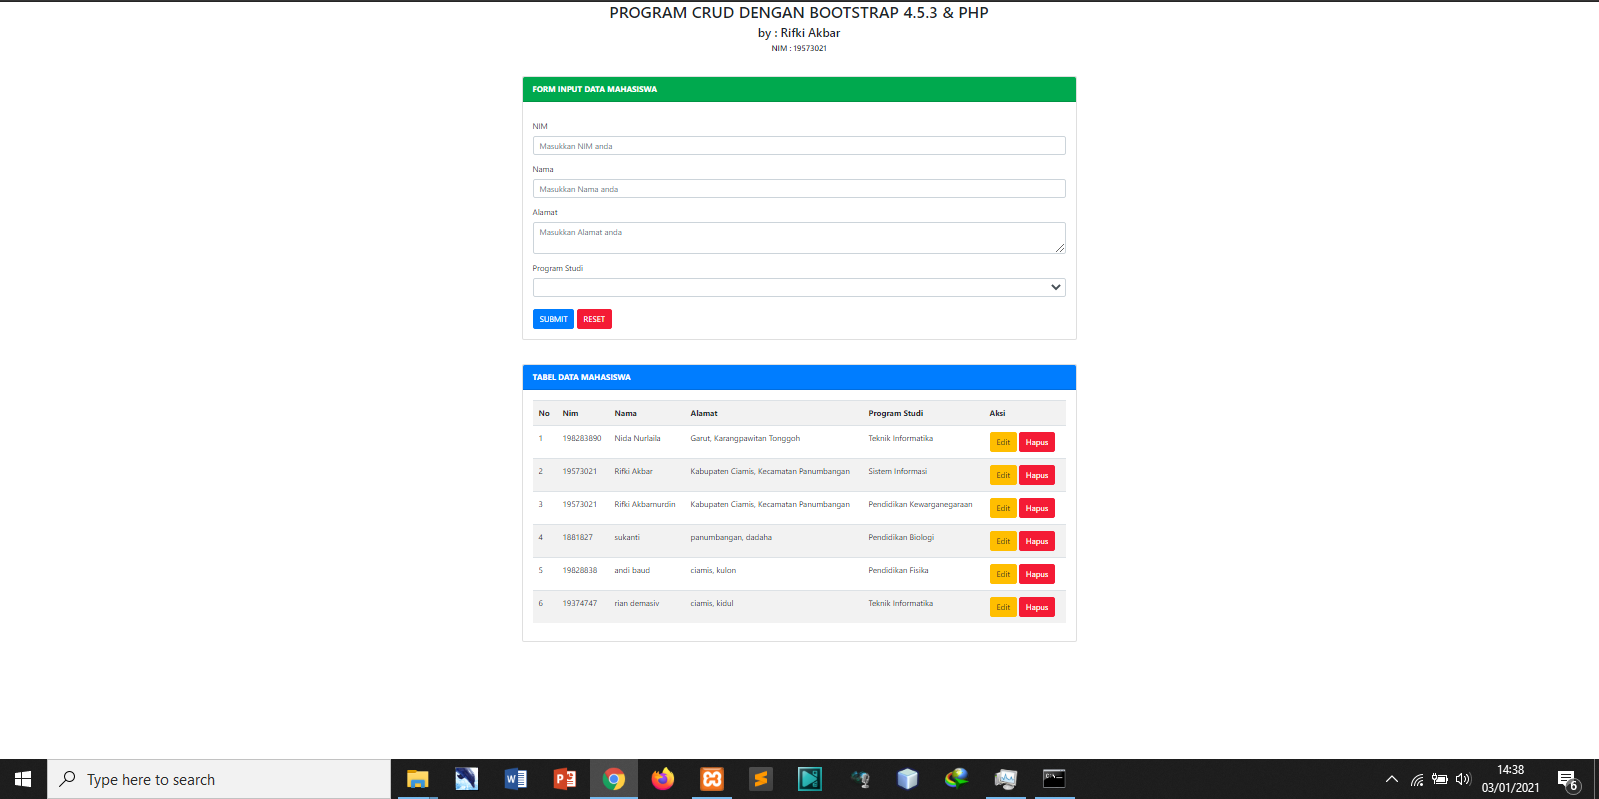 PROGRAM CRUD DENGAN BOOTSTRAP 4.5.3 & PHP
by : Rifki Akbar
NIM : 19573021
FORM INPUT DATA MAHASISWA
NIM
Masukkan NIM anda
Nama
Masukkan Nama anda
Alamat
Masukkan Alamat anda
Program Studi
SUBMIT RESET
TABEL DATA MAHASISWA
No Nim Nama Alamat Program Studi Aksi
1 198283890 Nida Nurlaila Garut, Karangpawitan Tonggoh Teknik Informatika Edit Hapus
2 19573021 Rifki Akbar Kabupaten Ciamis, Kecamatan Panumbangan Sistem Informasi Edit Hapus
3 19573021 Rifki Akbarnurdin Kabupaten Ciamis, Kecamatan Panumbangan Pendidikan Kewarganegaraan Edit Hapus
4 1881827 sukanti panumbangan, dadaha Pendidikan Biologi Edit Hapus
5 19828838 andi baud ciamis, kulon Pendidikan Fisika Edit Hapus
6 19374747 rian demasiv ciamis, kidul Teknik Informatika Edit Hapus
Type here to search
14:38
03/01/2021
6